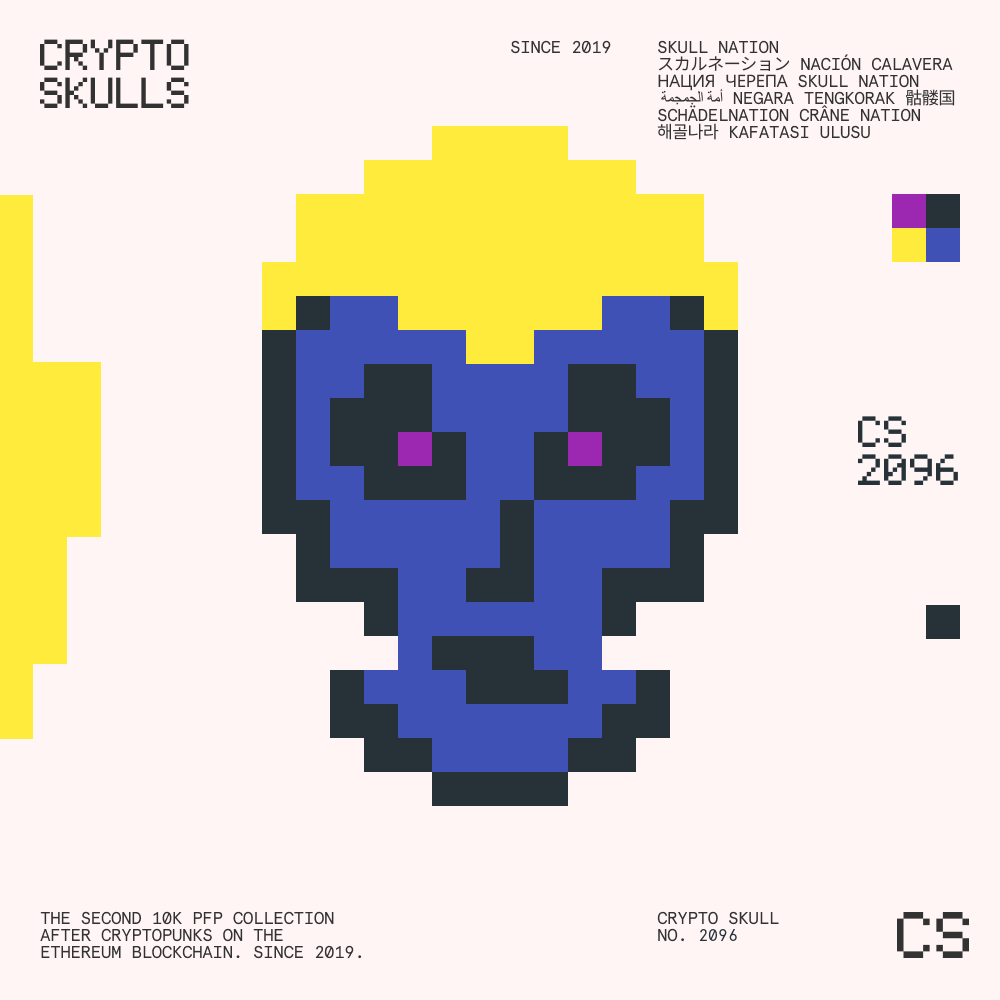 CRYPTO
SKULLS
SINCE 2019
SKULL NATION
スカルネーション NACIÓN CALAVERA
НАЦИЯ ЧЕРЕПА SKULL NATION
أمة الجمجمة NEGARA TENGKORAK 骷髅国
SCHÄDELNATION CRÂNE NATION
해골나라 KAFATASI ULUSU
CS
2096
THE SECOND 10K PFP COLLECTION
AFTER CRYPTOPUNKS ON THE
ETHEREUM BLOCKCHAIN. SINCE 2019.
CRYPTO SKULL
NO. 2096
CS